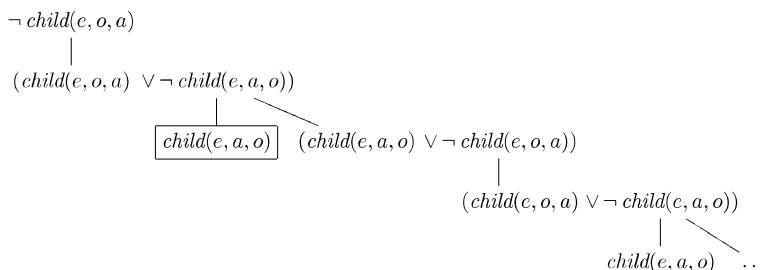 ¬ child(e, o, a)
(child(e, o, a) ∨ ¬ child(e, a, o))
child(e, a, o) (child(e, a, o) ∨ ¬ child(e, o, a))
(child(e, o, a) ∨ ¬ child(e, a, o))
child(e, a, o) . .